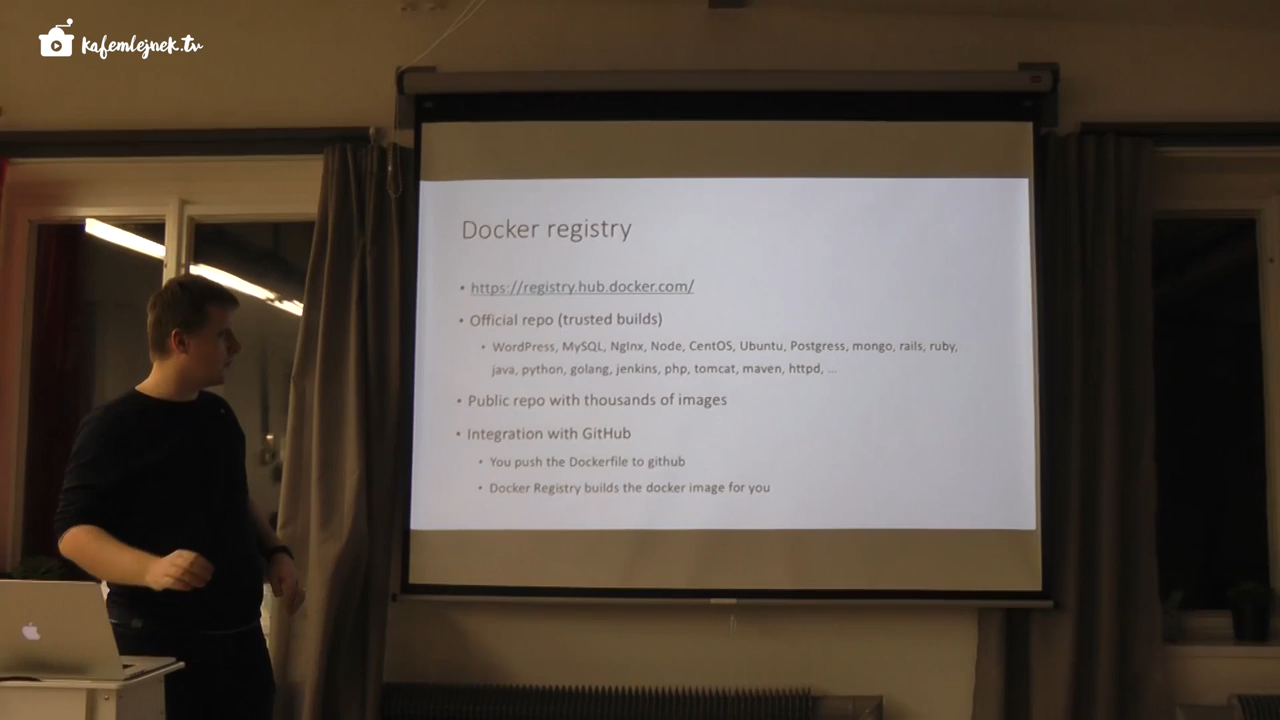 kafemlejnek.tv
Docker registry
• https://registry.hub.docker.com/
• Official repo (trusted builds)
• WordPress, MySQL, NgInx, Node, CentOS, Ubuntu, Postgress, mongo, rails, ruby,
java, python, golang, jenkins, php, tomcat, maven, httpd, ...
• Public repo with thousands of images
• Integration with GitHub
• You push the Dockerfile to github
• Docker Registry builds the docker image for you